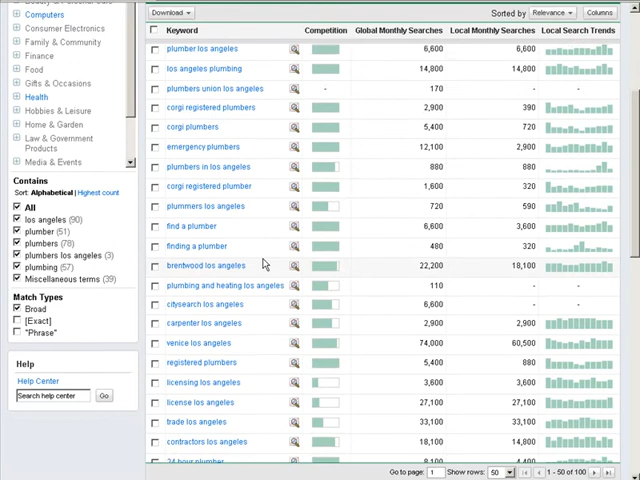 Computers
Consumer Electronics
Family & Community
Finance
Food
Gifts & Occasions
Health
Hobbies & Leisure
Home & Garden
Law & Government
Products
Media & Events
Contains
Sort: Alphabetical | Highest count
All
los angeles (90)
plumber (51)
plumbers (78)
plumbers los angeles (3)
plumbing (57)
Miscellaneous terms (39)
Match Types
Broad
[Exact]
"Phrase"
Help
Help Center
Search help center Go
Download Sorted by Relevance Columns
Keyword Competition Global Monthly Searches Local Monthly Searches Local Search Trends
plumber los angeles 6,600 6,600
los angeles plumbing 14,800 14,800
plumbers union los angeles - 170 - -
corgi registered plumbers 2,900 390
corgi plumbers 5,400 720
emergency plumbers 12,100 2,900
plumbers in los angeles 880 880
corgi registered plumber 1,600 320
plummers los angeles 720 590
find a plumber 6,600 3,600
finding a plumber 480 320
brentwood los angeles 22,200 18,100
plumbing and heating los angeles 110 - -
citysearch los angeles 6,600 - -
carpenter los angeles 2,900 2,900
venice los angeles 74,000 60,500
registered plumbers 5,400 880
licensing los angeles 3,600 3,600
license los angeles 27,100 27,100
trade los angeles 33,100 33,100
contractors los angeles 18,100 14,800
24 hour plumber 8,100 4,400
Go to page: 1 Show rows: 50 1 - 50 of 100